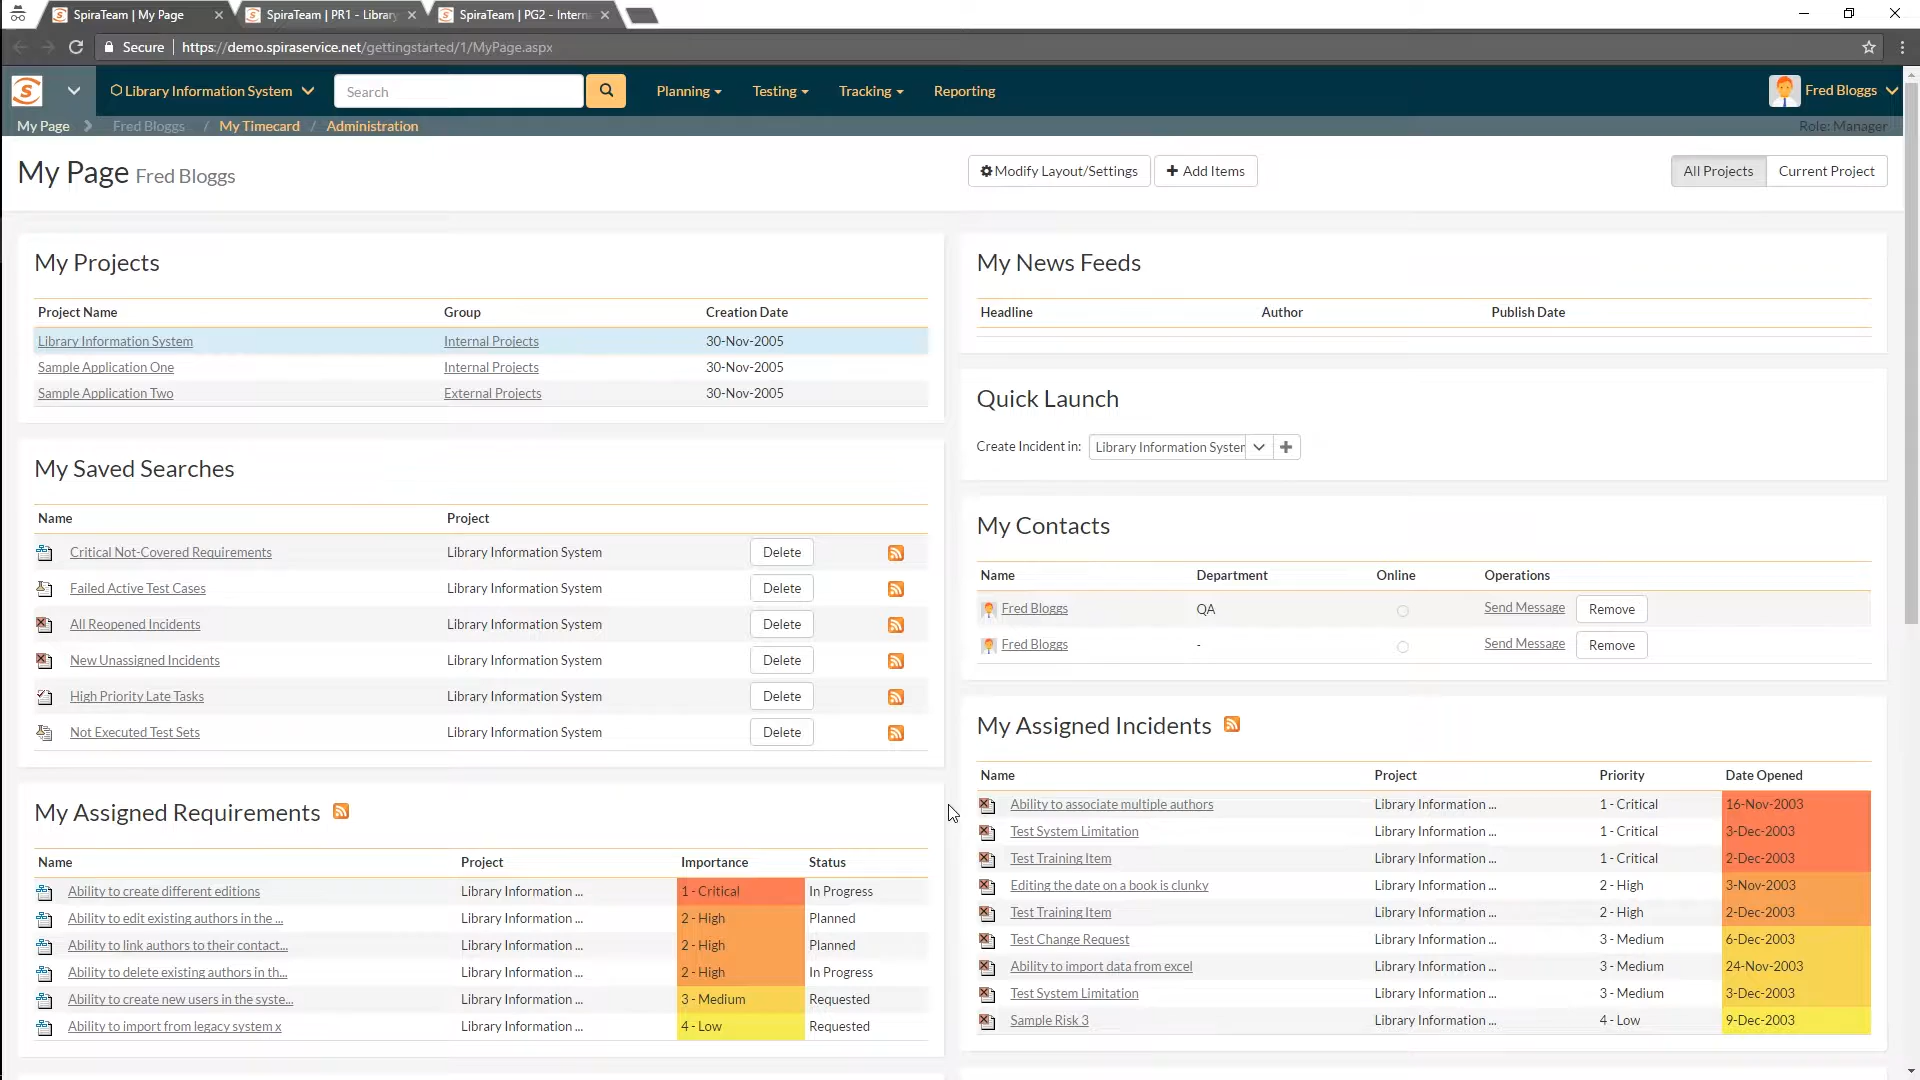 SpiraTeam | My Page
SpiraTeam | PR1 - Library
SpiraTeam | PG2 - Intern
Secure | https://demo.spiraservice.net/gettingstarted/1/MyPage.aspx
Library Information System
Search
Planning
Testing
Tracking
Reporting
Fred Bloggs
My Page
Fred Bloggs / My Timecard / Administration
Role: Manager
My Page Fred Bloggs
Modify Layout/Settings
Add Items
All Projects
Current Project
My Projects
Project Name Group Creation Date
Library Information System Internal Projects 30-Nov-2005
Sample Application One Internal Projects 30-Nov-2005
Sample Application Two External Projects 30-Nov-2005
My Saved Searches
Name Project
Critical Not-Covered Requirements Library Information System Delete
Failed Active Test Cases Library Information System Delete
All Reopened Incidents Library Information System Delete
New Unassigned Incidents Library Information System Delete
High Priority Late Tasks Library Information System Delete
Not Executed Test Sets Library Information System Delete
My Assigned Requirements
Name Project Importance Status
Ability to create different editions Library Information ... 1 - Critical In Progress
Ability to edit existing authors in the ... Library Information ... 2 - High Planned
Ability to link authors to their contact... Library Information ... 2 - High Planned
Ability to delete existing authors in th... Library Information ... 2 - High In Progress
Ability to create new users in the syste... Library Information ... 3 - Medium Requested
Ability to import from legacy system x Library Information ... 4 - Low Requested
My News Feeds
Headline Author Publish Date
Quick Launch
Create Incident in: Library Information System
My Contacts
Name Department Online Operations
Fred Bloggs QA Send Message Remove
Fred Bloggs - Send Message Remove
My Assigned Incidents
Name Project Priority Date Opened
Ability to associate multiple authors Library Information ... 1 - Critical 16-Nov-2003
Test System Limitation Library Information ... 1 - Critical 3-Dec-2003
Test Training Item Library Information ... 1 - Critical 2-Dec-2003
Editing the date on a book is clunky Library Information ... 2 - High 3-Nov-2003
Test Training Item Library Information ... 2 - High 2-Dec-2003
Test Change Request Library Information ... 3 - Medium 6-Dec-2003
Ability to import data from excel Library Information ... 3 - Medium 24-Nov-2003
Test System Limitation Library Information ... 3 - Medium 3-Dec-2003
Sample Risk 3 Library Information ... 4 - Low 9-Dec-2003